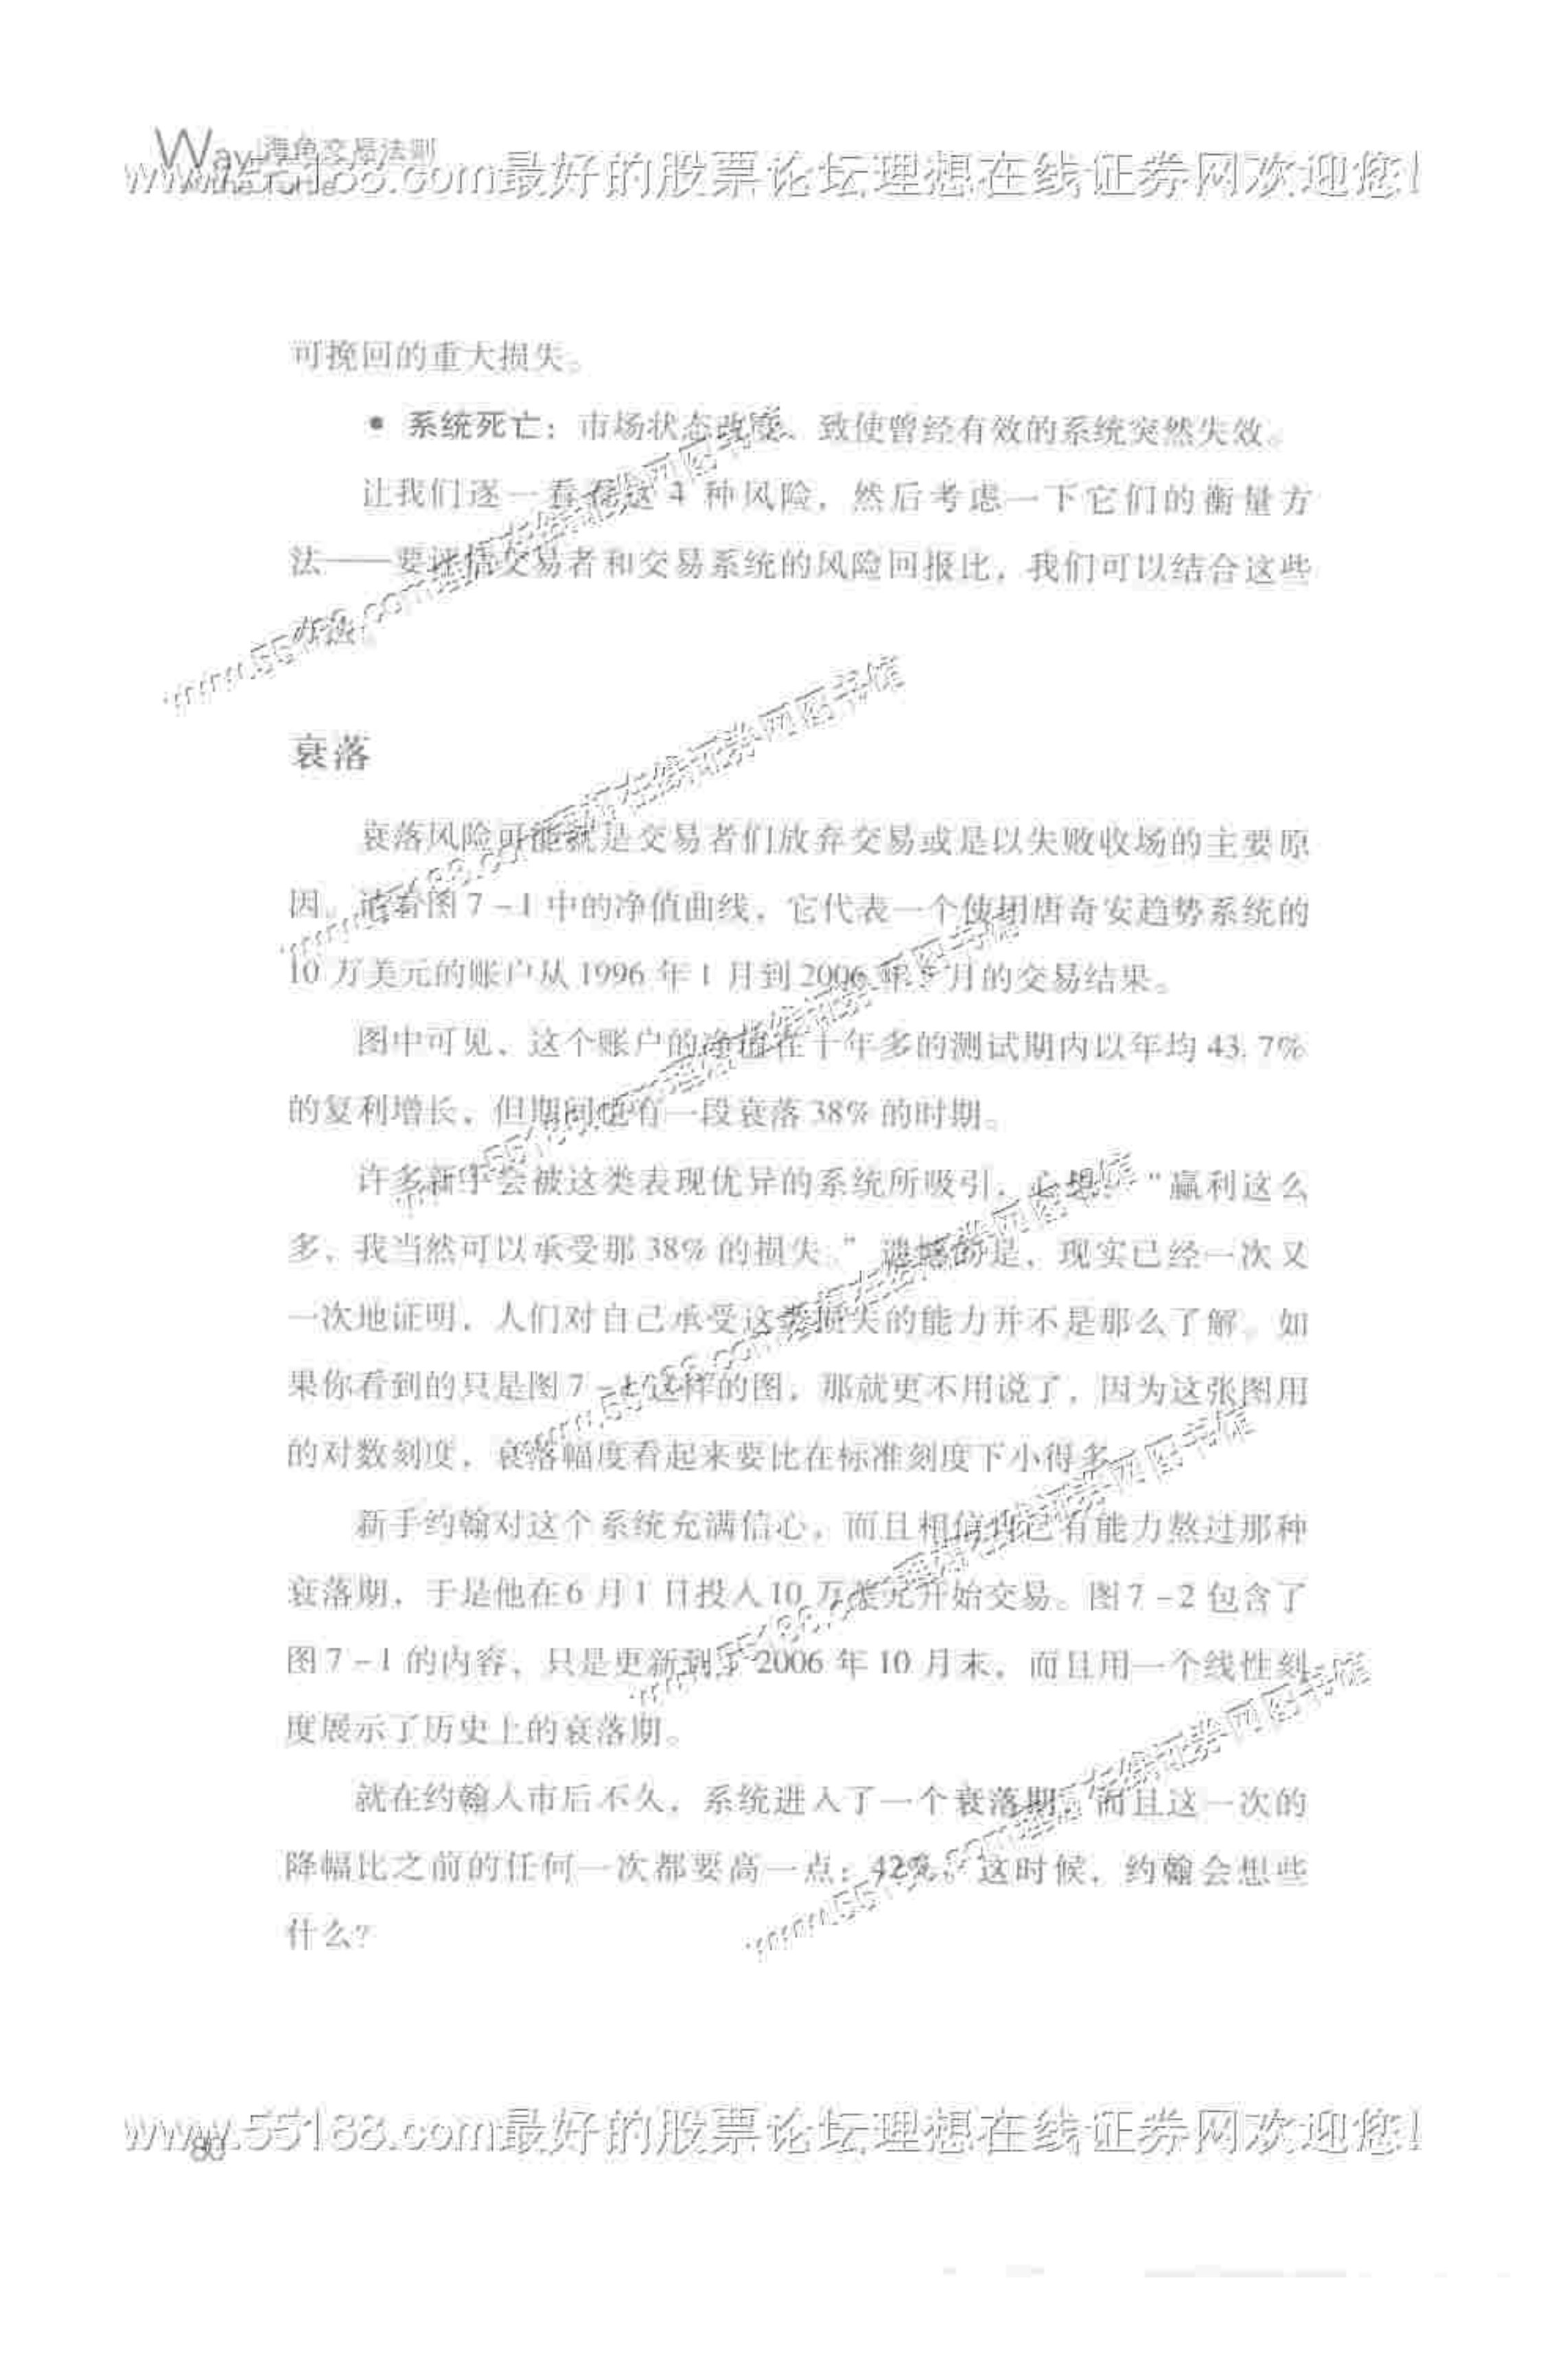 Way 海龟交易法则
www.55188.com最好的股票论坛理想在线证券网欢迎您!
可挽回的重大损失。
• 系统死亡：市场状态改变，致使曾经有效的系统突然失效。
让我们逐一看看这 4 种风险，然后考虑一下它们的衡量方
法——要评估交易者和交易系统的风险回报比，我们可以结合这些
办法。
衰落
衰落风险可能就是交易者们放弃交易或是以失败收场的主要原
因。请看图 7-1 中的净值曲线，它代表一个使用唐奇安趋势系统的
10 万美元的账户从 1996 年 1 月到 2006 年 月的交易结果。
图中可见，这个账户的净值在十年多的测试期内以年均 43.7%
的复利增长，但期间也有一段衰落 38% 的时期。
许多新手会被这类表现优异的系统所吸引，心想：“赢利这么
多，我当然可以承受那 38% 的损失。”遗憾的是，现实已经一次又
一次地证明，人们对自己承受这类损失的能力并不是那么了解。如
果你看到的只是图 7-1 这样的图，那就更不用说了，因为这张图用
的对数刻度，衰落幅度看起来要比在标准刻度下小得多。
新手约翰对这个系统充满信心，而且相信自己有能力熬过那种
衰落期，于是他在 6 月 1 日投入 10 万美元开始交易。图 7-2 包含了
图 7-1 的内容，只是更新到了 2006 年 10 月末，而且用一个线性刻
度展示了历史上的衰落期。
就在约翰入市后不久，系统进入了一个衰落期，而且这一次的
降幅比之前的任何一次都要高一点：42%。这时候，约翰会想些
什么？
www.55188.com最好的股票论坛理想在线证券网欢迎您!
80